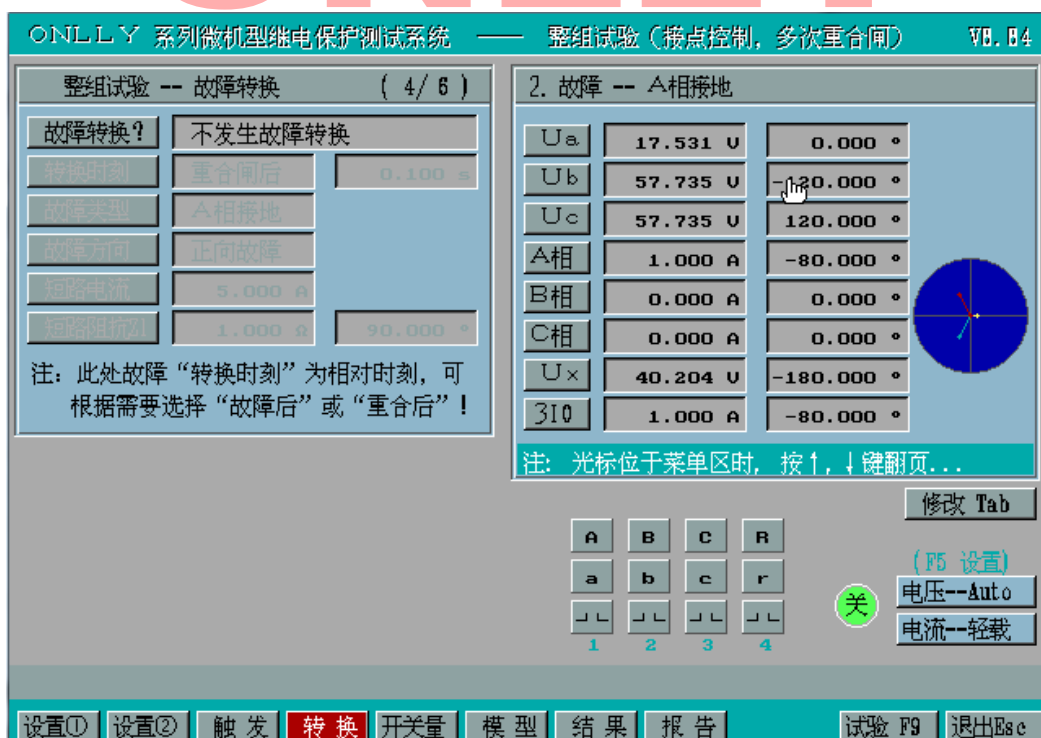 ONLLY 系列微机型继电保护测试系统 —— 整组试验（接点控制, 多次重合闸） V8.84
整组试验 -- 故障转换 ( 4/ 6 )
故障转换? 不发生故障转换
转换时刻 重合闸后 0.100 s
故障类型 A相接地
故障方向 正向故障
短路电流 5.000 A
短路阻抗Zl 1.000 Ω 90.000 °
注: 此处故障“转换时刻”为相对时刻, 可
根据需要选择“故障后”或“重合后”!
2. 故障 -- A相接地
Ua 17.531 V 0.000 °
Ub 57.735 V -120.000 °
Uc 57.735 V 120.000 °
A相 1.000 A -80.000 °
B相 0.000 A 0.000 °
C相 0.000 A 0.000 °
Ux 40.204 V -180.000 °
3I0 1.000 A -80.000 °
注: 光标位于菜单区时, 按↑,↓键翻页...
修改 Tab
A B C R
a b c r
1 2 3 4
关
(F5 设置)
电压--Auto
电流--轻载
设置① 设置② 触 发 转 换 开关量 模 型 结 果 报 告 试验 F9 退出Esc